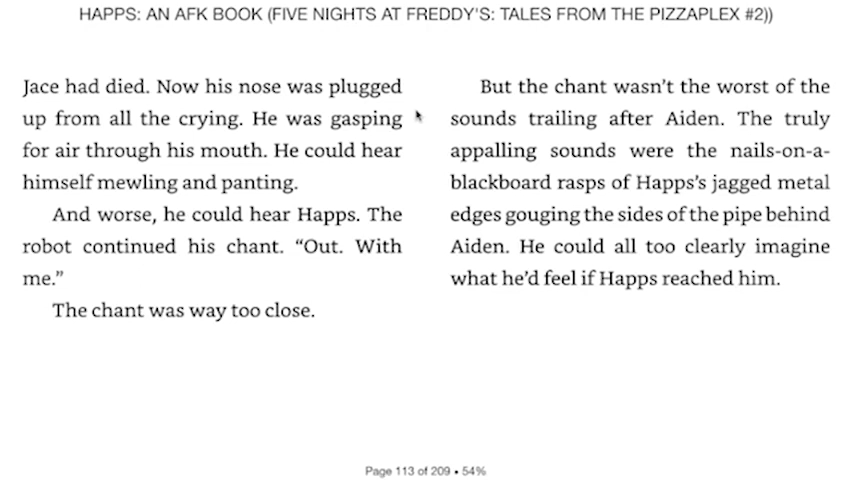 HAPPS: AN AFK BOOK (FIVE NIGHTS AT FREDDY'S: TALES FROM THE PIZZAPLEX #2))
Jace had died. Now his nose was plugged
up from all the crying. He was gasping
for air through his mouth. He could hear
himself mewling and panting.
And worse, he could hear Happs. The
robot continued his chant. “Out. With
me.”
The chant was way too close.
But the chant wasn’t the worst of the
sounds trailing after Aiden. The truly
appalling sounds were the nails-on-a-
blackboard rasps of Happs’s jagged metal
edges gouging the sides of the pipe behind
Aiden. He could all too clearly imagine
what he’d feel if Happs reached him.
Page 113 of 209 • 54%